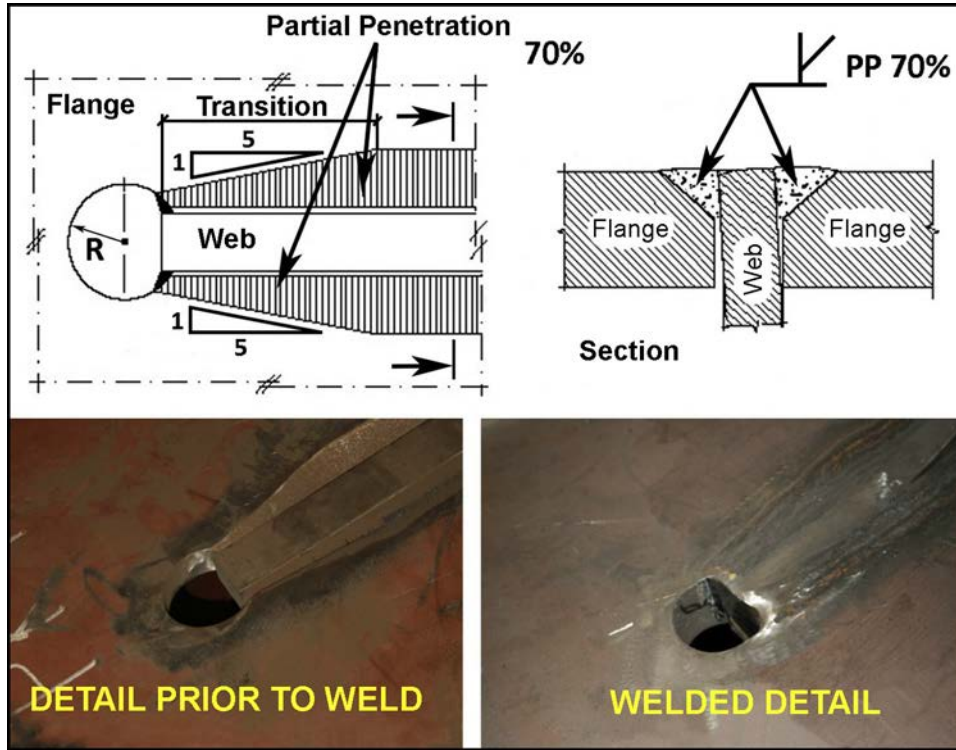 Partial Penetration
70%
PP 70%
Flange
Transition
5
1
R
Web
1
5
Flange
Web
Flange
Section
DETAIL PRIOR TO WELD
WELDED DETAIL